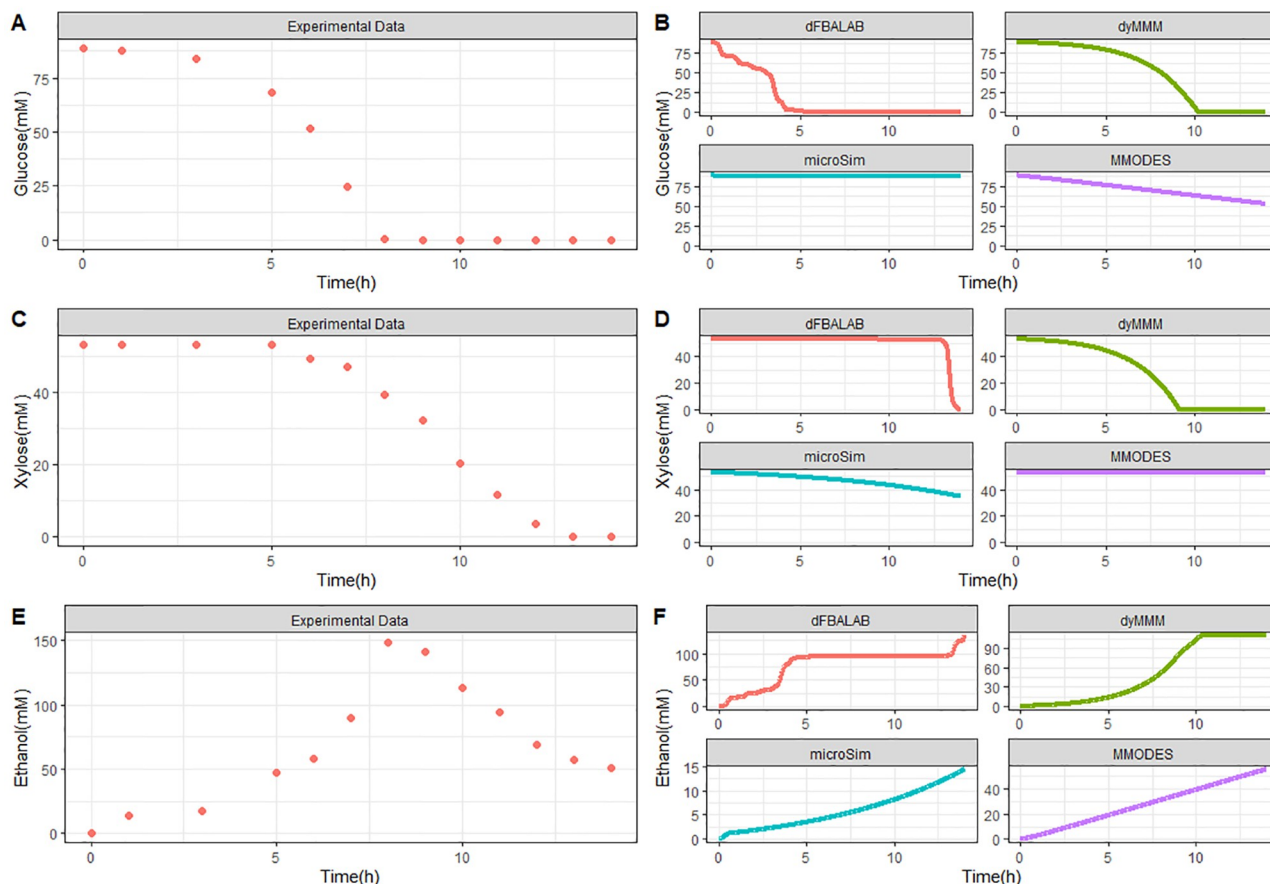 A
Experimental Data
Glucose(mM)
75
50
25
0
0 5 10
Time(h)
B
dFBALAB dyMMM
Glucose(mM)
75 75
50 50
25 25
0 0
0 5 10 0 5 10
microSim MMODES
75 75
50 50
25 25
0 0
0 5 10 0 5 10
Time(h)
C
Experimental Data
Xylose(mM)
40
20
0
0 5 10
Time(h)
D
dFBALAB dyMMM
Xylose(mM)
40 40
20 20
0 0
0 5 10 0 5 10
microSim MMODES
40 40
20 20
0 0
0 5 10 0 5 10
Time(h)
E
Experimental Data
Ethanol(mM)
150
100
50
0
0 5 10
Time(h)
F
dFBALAB dyMMM
Ethanol(mM)
100 90
50 60
0 30
0
0 5 10 0 5 10
microSim MMODES
15 40
10 20
5 0
0
0 5 10 0 5 10
Time(h)